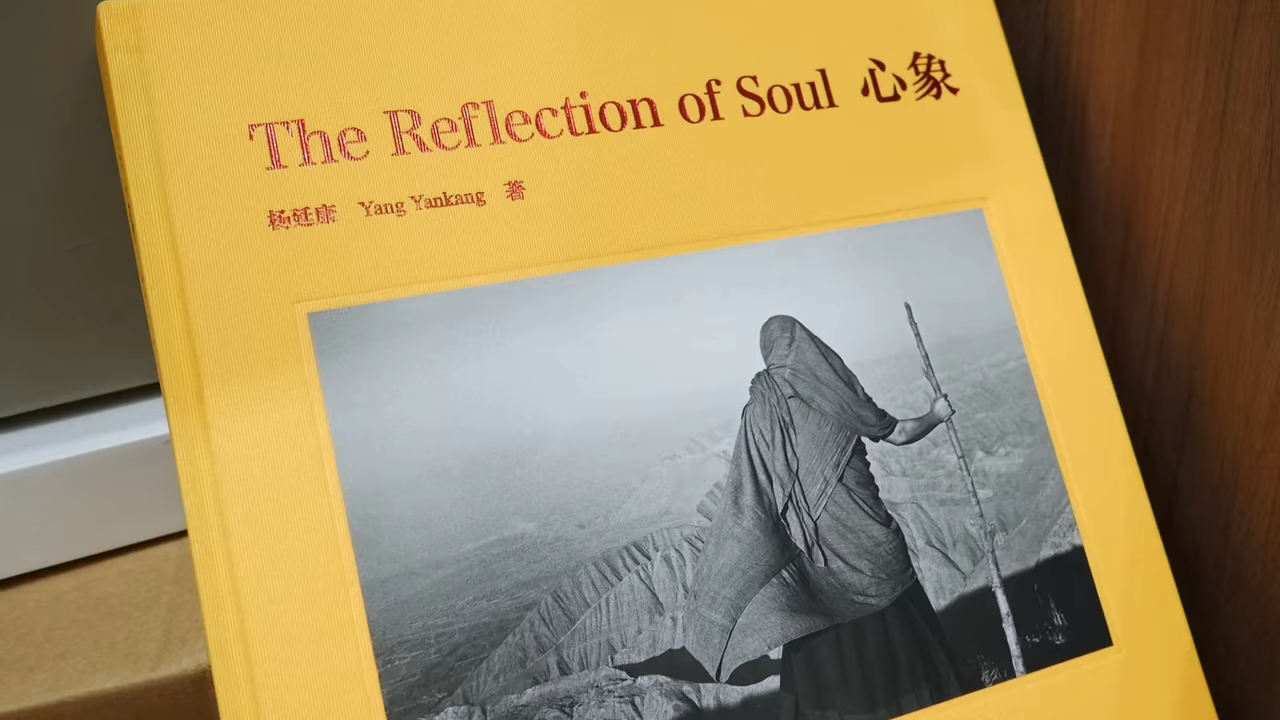 The Reflection of Soul 心象
杨延康 Yang Yankang 著